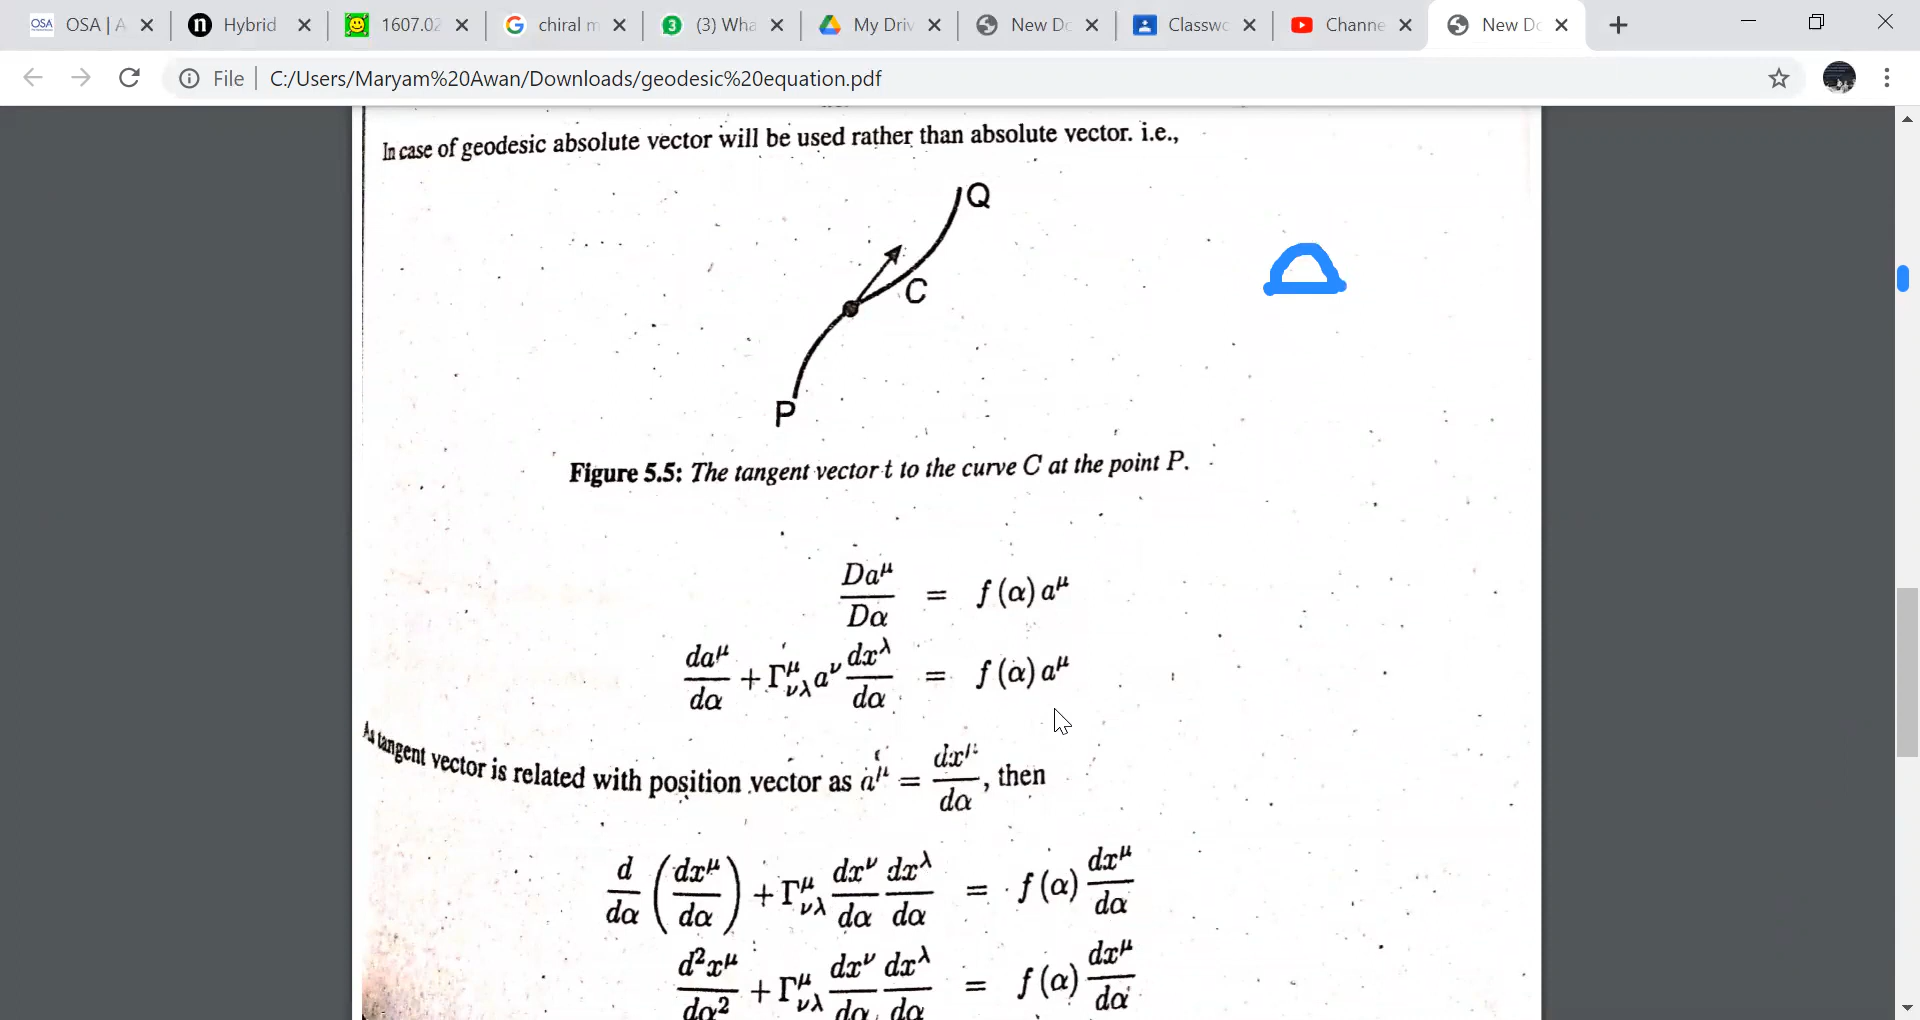 OSA | A
Hybrid
1607.02
chiral m
(3) Wha
My Driv
New Do
Classwo
Channe
New Do
File | C:/Users/Maryam%20Awan/Downloads/geodesic%20equation.pdf
In case of geodesic absolute vector will be used rather than absolute vector. i.e.,
Q
C
P
Figure 5.5: The tangent vector t to the curve C at the point P.
Da^μ/Dα = f (α) a^μ
da^μ/dα + Γ^μ_νλ a^ν dx^λ/dα = f (α) a^μ
As tangent vector is related with position vector as a^μ = dx^μ/dα, then
d/dα (dx^μ/dα) + Γ^μ_νλ dx^ν/dα dx^λ/dα = f (α) dx^μ/dα
d²x^μ/dα² + Γ^μ_νλ dx^ν/dα dx^λ/dα = f (α) dx^μ/dα